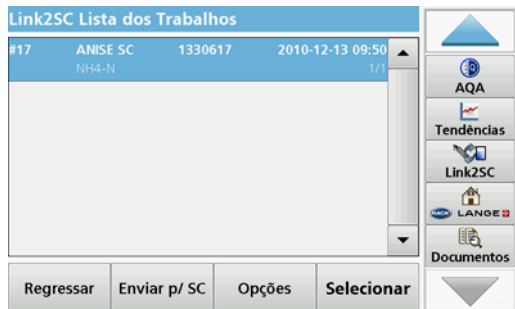 Link2SC Lista dos Trabalhos
#17 ANISE SC 1330617 2010-12-13 09:50
NH4-N 1/1
AQA
Tendências
Link2SC
HACH LANGE
Documentos
Regressar Enviar p/ SC Opções Selecionar